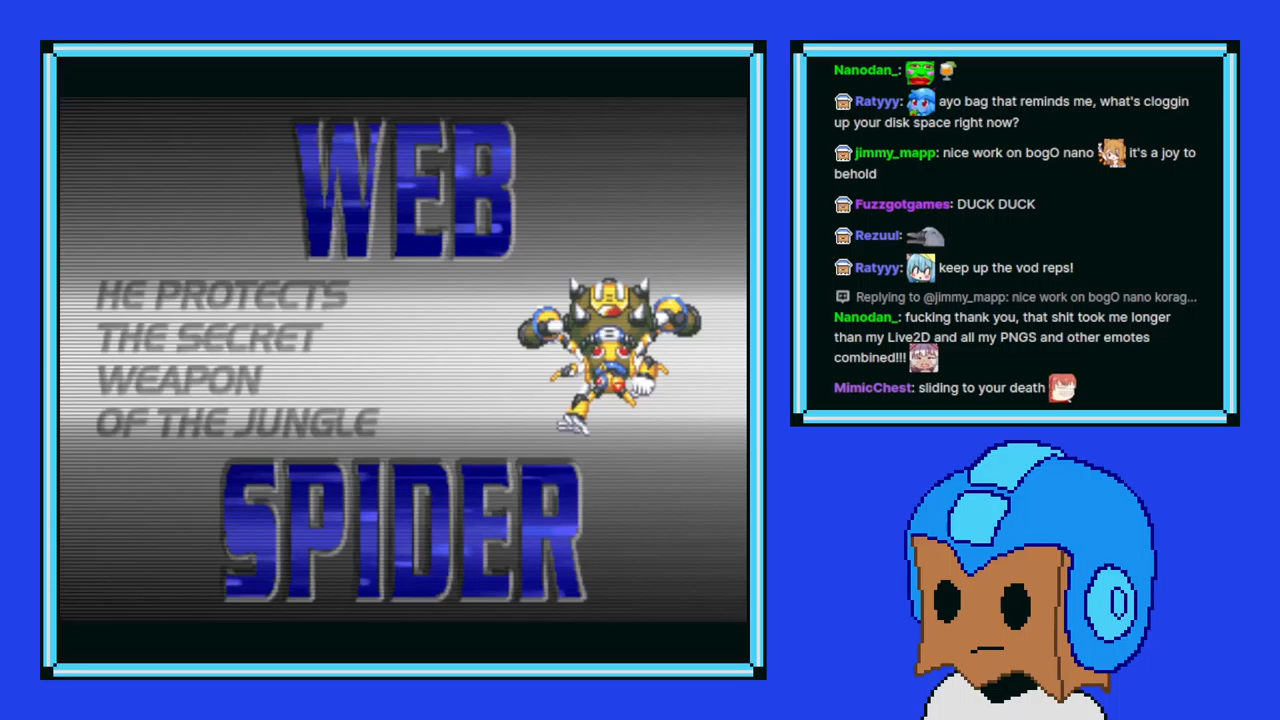 WEB
HE PROTECTS
THE SECRET
WEAPON
OF THE JUNGLE
SPIDER
Nanodan_:
Ratyyy: ayo bag that reminds me, what's cloggin
up your disk space right now?
jimmy_mapp: nice work on bogO nano it's a joy to
behold
Fuzzgotgames: DUCK DUCK
Rezuul:
Ratyyy: keep up the vod reps!
Replying to @jimmy_mapp: nice work on bogO nano korag...
Nanodan_: fucking thank you, that shit took me longer
than my Live2D and all my PNGS and other emotes
combined!!!
MimicChest: sliding to your death